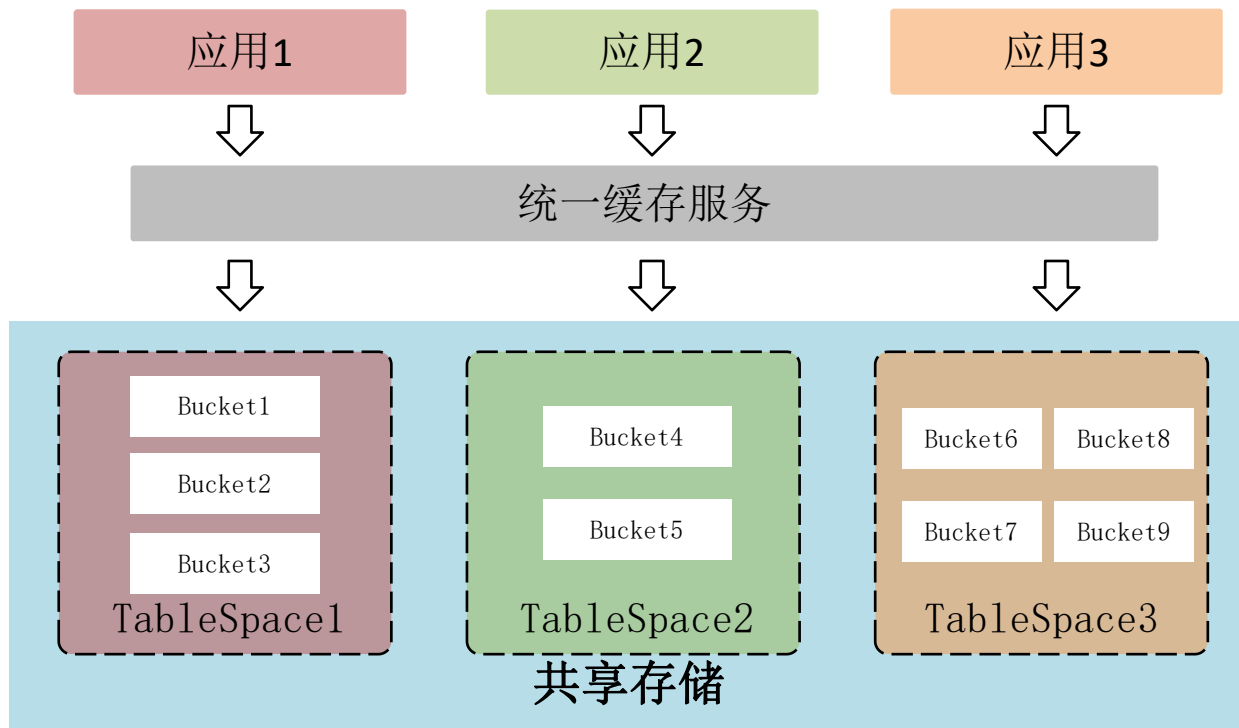 应用1
应用2
应用3
统一缓存服务
Bucket1
Bucket2
Bucket3
TableSpace1
Bucket4
Bucket5
TableSpace2
Bucket6
Bucket8
Bucket7
Bucket9
TableSpace3
共享存储